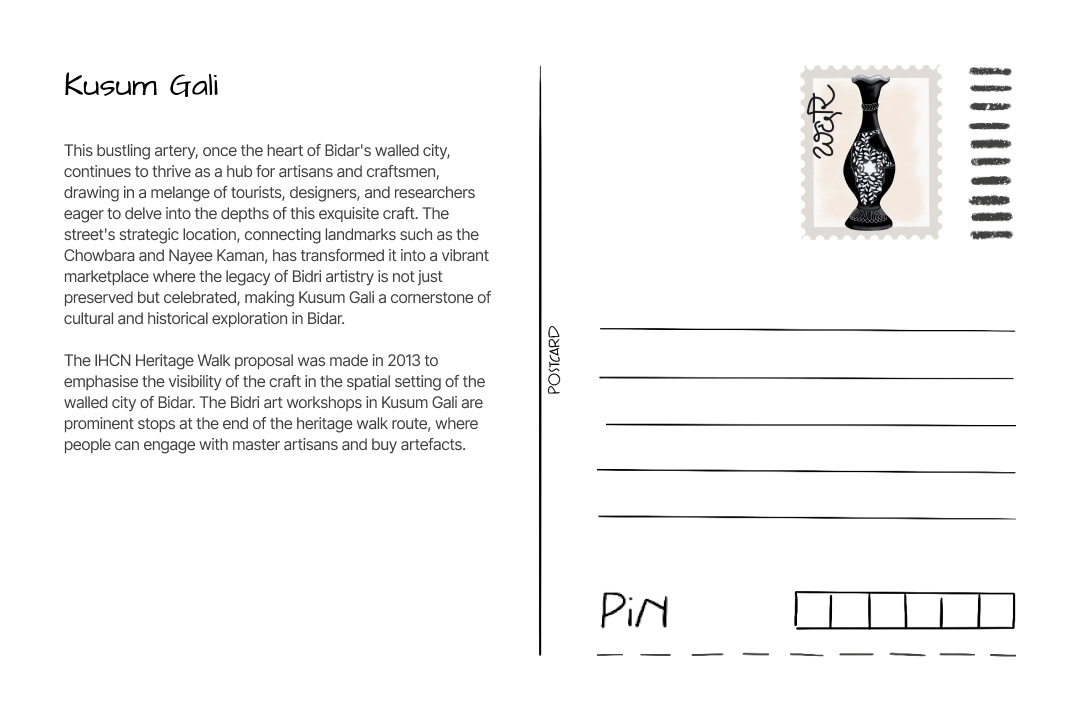 Kusum Gali
This bustling artery, once the heart of Bidar's walled city,
continues to thrive as a hub for artisans and craftsmen,
drawing in a melange of tourists, designers, and researchers
eager to delve into the depths of this exquisite craft. The
street's strategic location, connecting landmarks such as the
Chowbara and Nayee Kaman, has transformed it into a vibrant
marketplace where the legacy of Bidri artistry is not just
preserved but celebrated, making Kusum Gali a cornerstone of
cultural and historical exploration in Bidar.
The IHCN Heritage Walk proposal was made in 2013 to
emphasise the visibility of the craft in the spatial setting of the
walled city of Bidar. The Bidri art workshops in Kusum Gali are
prominent stops at the end of the heritage walk route, where
people can engage with master artisans and buy artefacts.
POSTCARD
PiN